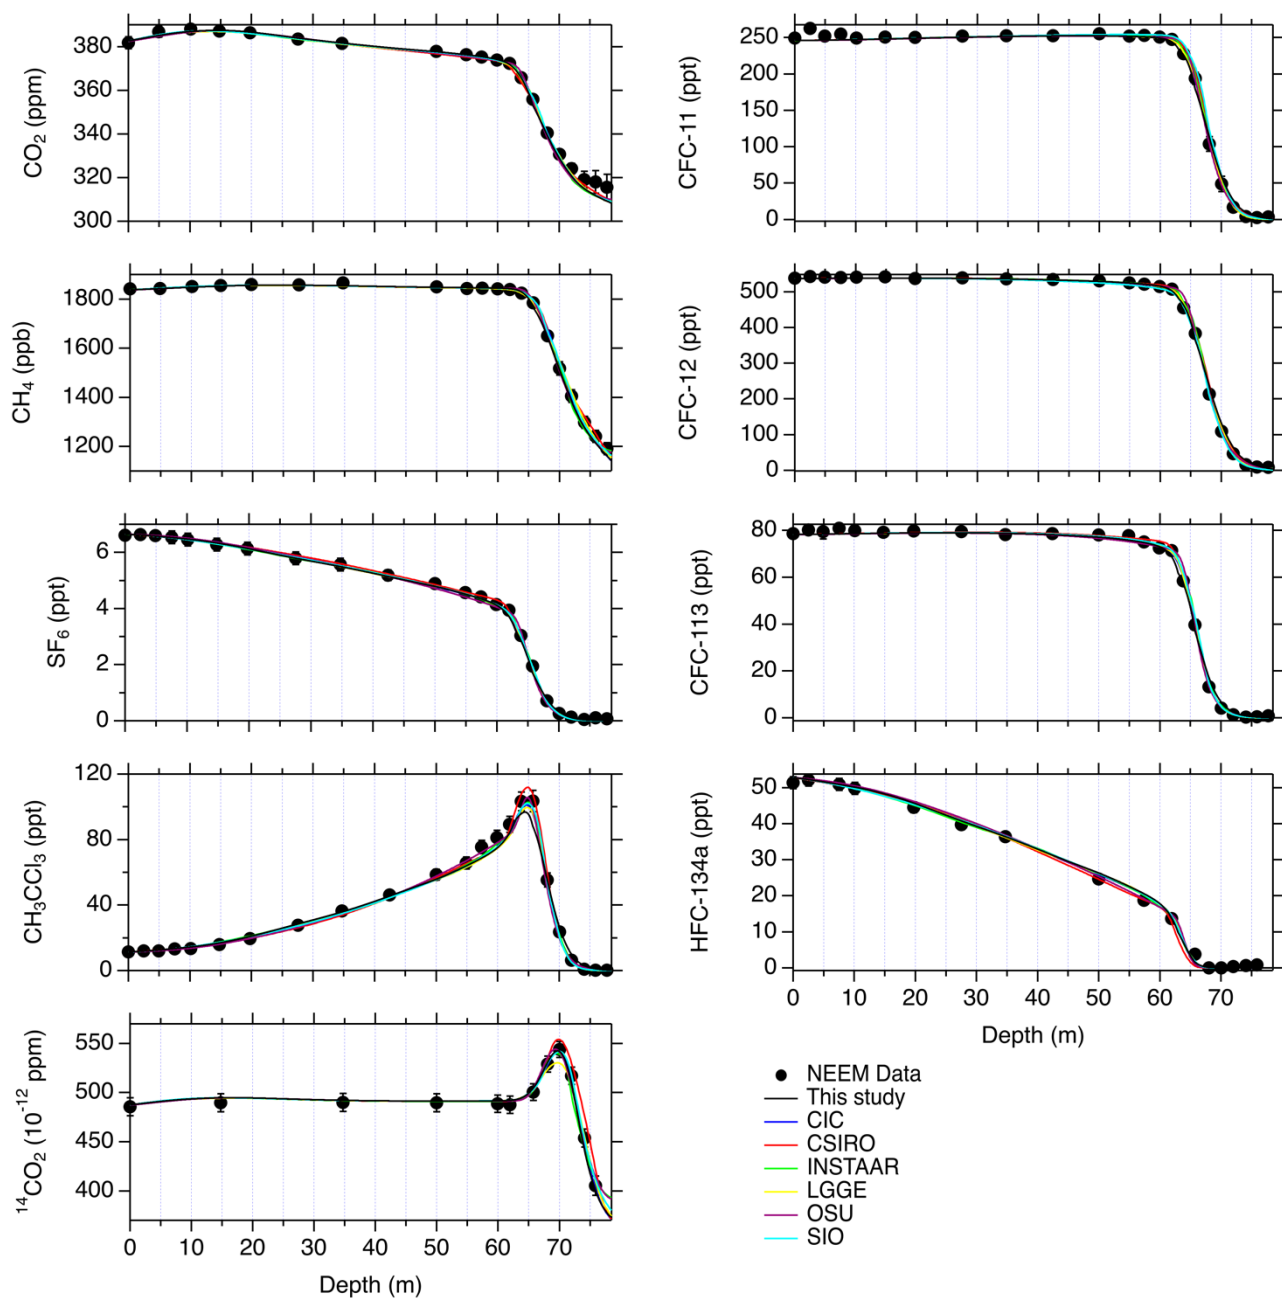 CO2 (ppm)
380
360
340
320
300
CH4 (ppb)
1800
1600
1400
1200
SF6 (ppt)
6
4
2
0
CH3CCl3 (ppt)
120
80
40
0
14CO2 (10-12 ppm)
550
500
450
400
0 10 20 30 40 50 60 70
Depth (m)
CFC-11 (ppt)
250
200
150
100
50
0
CFC-12 (ppt)
500
400
300
200
100
0
CFC-113 (ppt)
80
60
40
20
0
HFC-134a (ppt)
50
40
30
20
10
0
0 10 20 30 40 50 60 70
Depth (m)
NEEM Data
This study
CIC
CSIRO
INSTAAR
LGGE
OSU
SIO